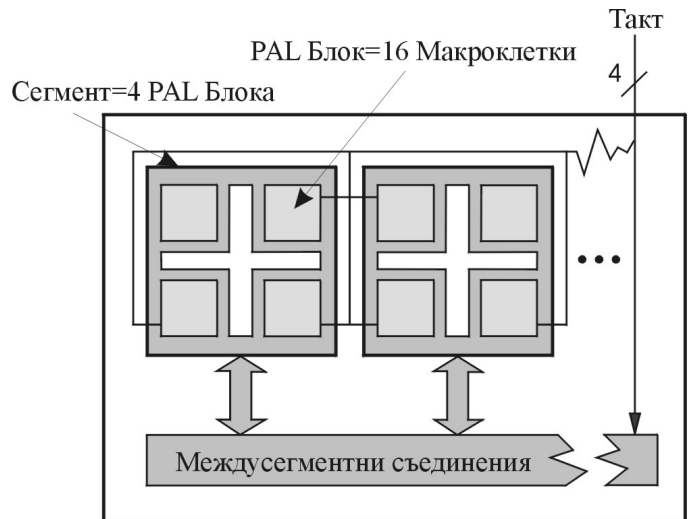 Такт
PAL Блок=16 Макроклетки
4
Сегмент=4 PAL Блока
Междусегментни съединения